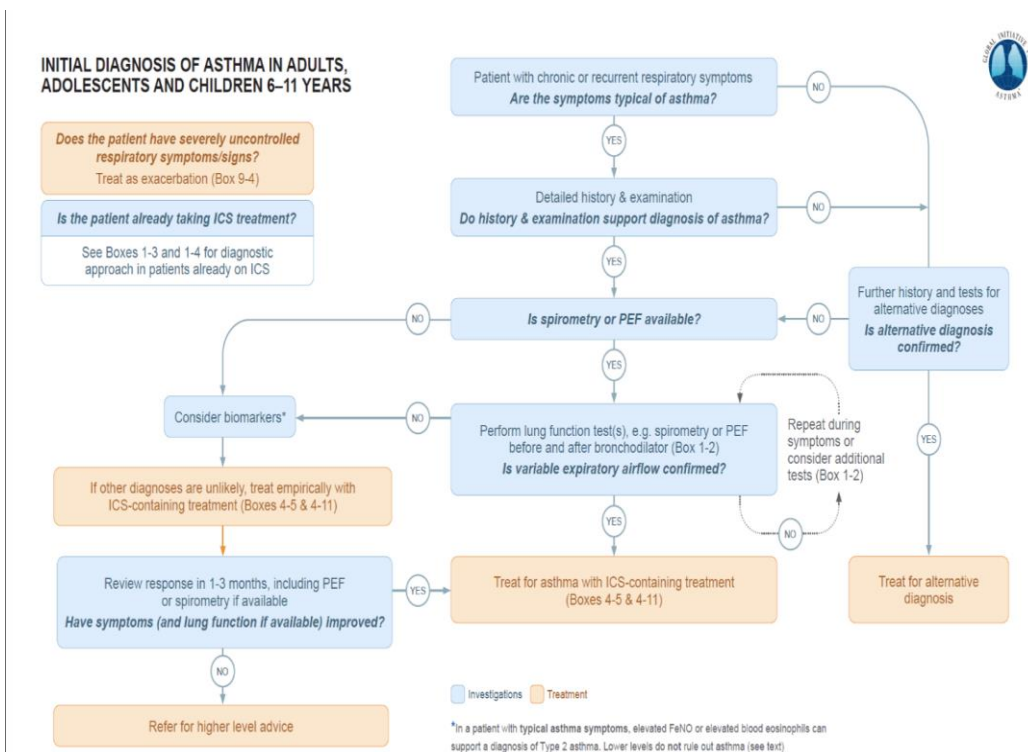 INITIAL DIAGNOSIS OF ASTHMA IN ADULTS,
ADOLESCENTS AND CHILDREN 6–11 YEARS
GLOBAL INITIATIVE
ASTHMA
Does the patient have severely uncontrolled
respiratory symptoms/signs?
Treat as exacerbation (Box 9-4)
Is the patient already taking ICS treatment?
See Boxes 1-3 and 1-4 for diagnostic
approach in patients already on ICS
Patient with chronic or recurrent respiratory symptoms
Are the symptoms typical of asthma?
NO
YES
Detailed history & examination
Do history & examination support diagnosis of asthma?
NO
YES
Further history and tests for
alternative diagnoses
Is alternative diagnosis
confirmed?
NO
Is spirometry or PEF available?
NO
YES
YES
Consider biomarkers*
NO
Perform lung function test(s), e.g. spirometry or PEF
before and after bronchodilator (Box 1-2)
Is variable expiratory airflow confirmed?
Repeat during
symptoms or
consider additional
tests (Box 1-2)
NO
YES
If other diagnoses are unlikely, treat empirically with
ICS-containing treatment (Boxes 4-5 & 4-11)
Review response in 1-3 months, including PEF
or spirometry if available
Have symptoms (and lung function if available) improved?
YES
Treat for asthma with ICS-containing treatment
(Boxes 4-5 & 4-11)
Treat for alternative
diagnosis
NO
Refer for higher level advice
Investigations
Treatment
*In a patient with typical asthma symptoms, elevated FeNO or elevated blood eosinophils can
support a diagnosis of Type 2 asthma. Lower levels do not rule out asthma (see text)